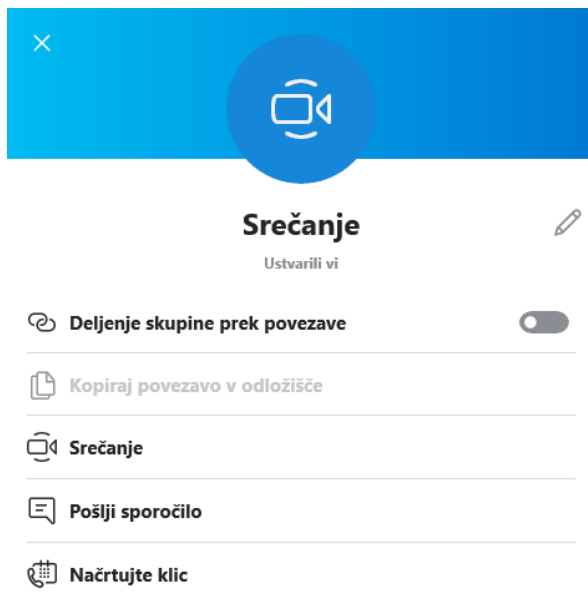 Srečanje
Ustvarili vi
Deljenje skupine prek povezave
Kopiraj povezavo v odložišče
Srečanje
Pošlji sporočilo
Načrtujte klic